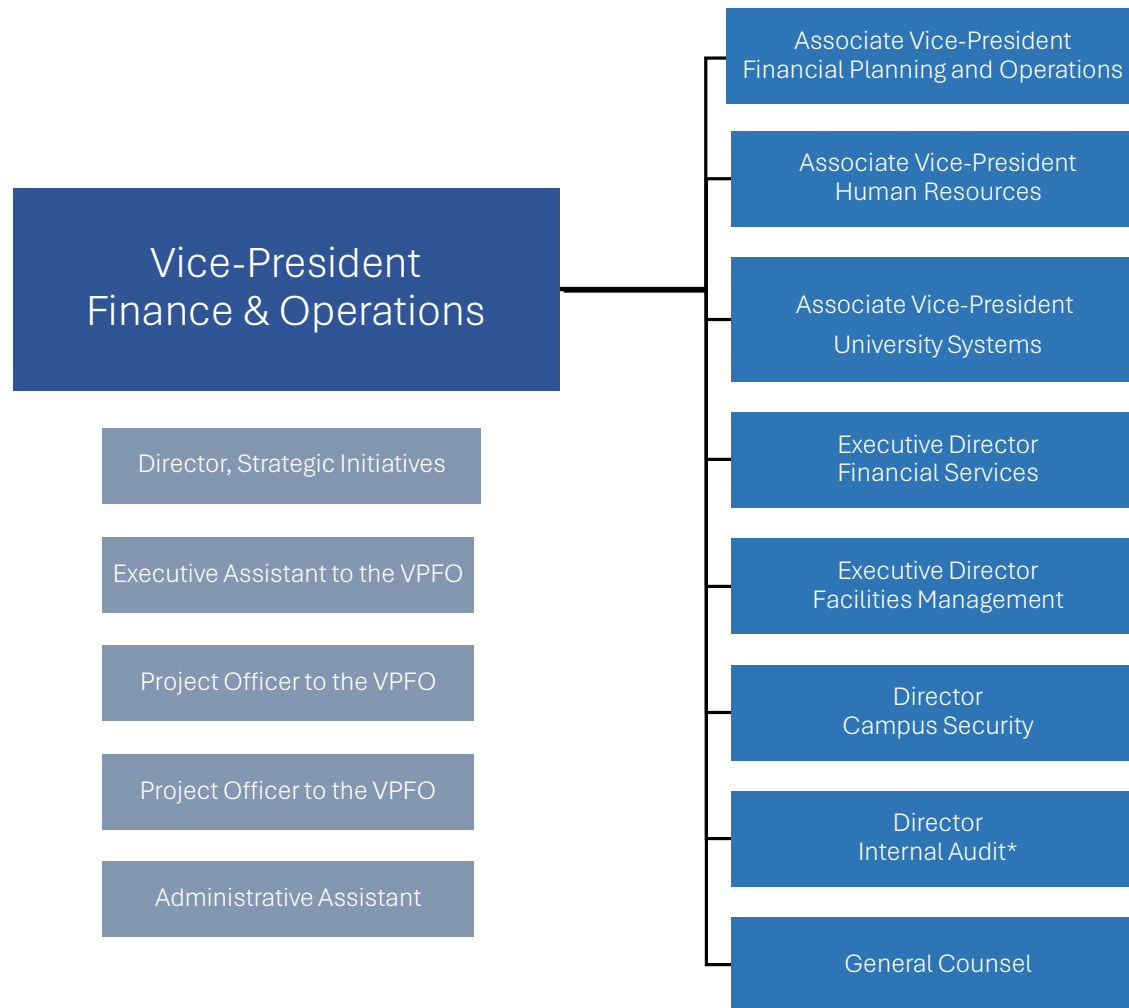 Vice-President
Finance & Operations
Director, Strategic Initiatives
Executive Assistant to the VPFO
Project Officer to the VPFO
Project Officer to the VPFO
Administrative Assistant
Associate Vice-President
Financial Planning and Operations
Associate Vice-President
Human Resources
Associate Vice-President
University Systems
Executive Director
Financial Services
Executive Director
Facilities Management
Director
Campus Security
Director
Internal Audit*
General Counsel